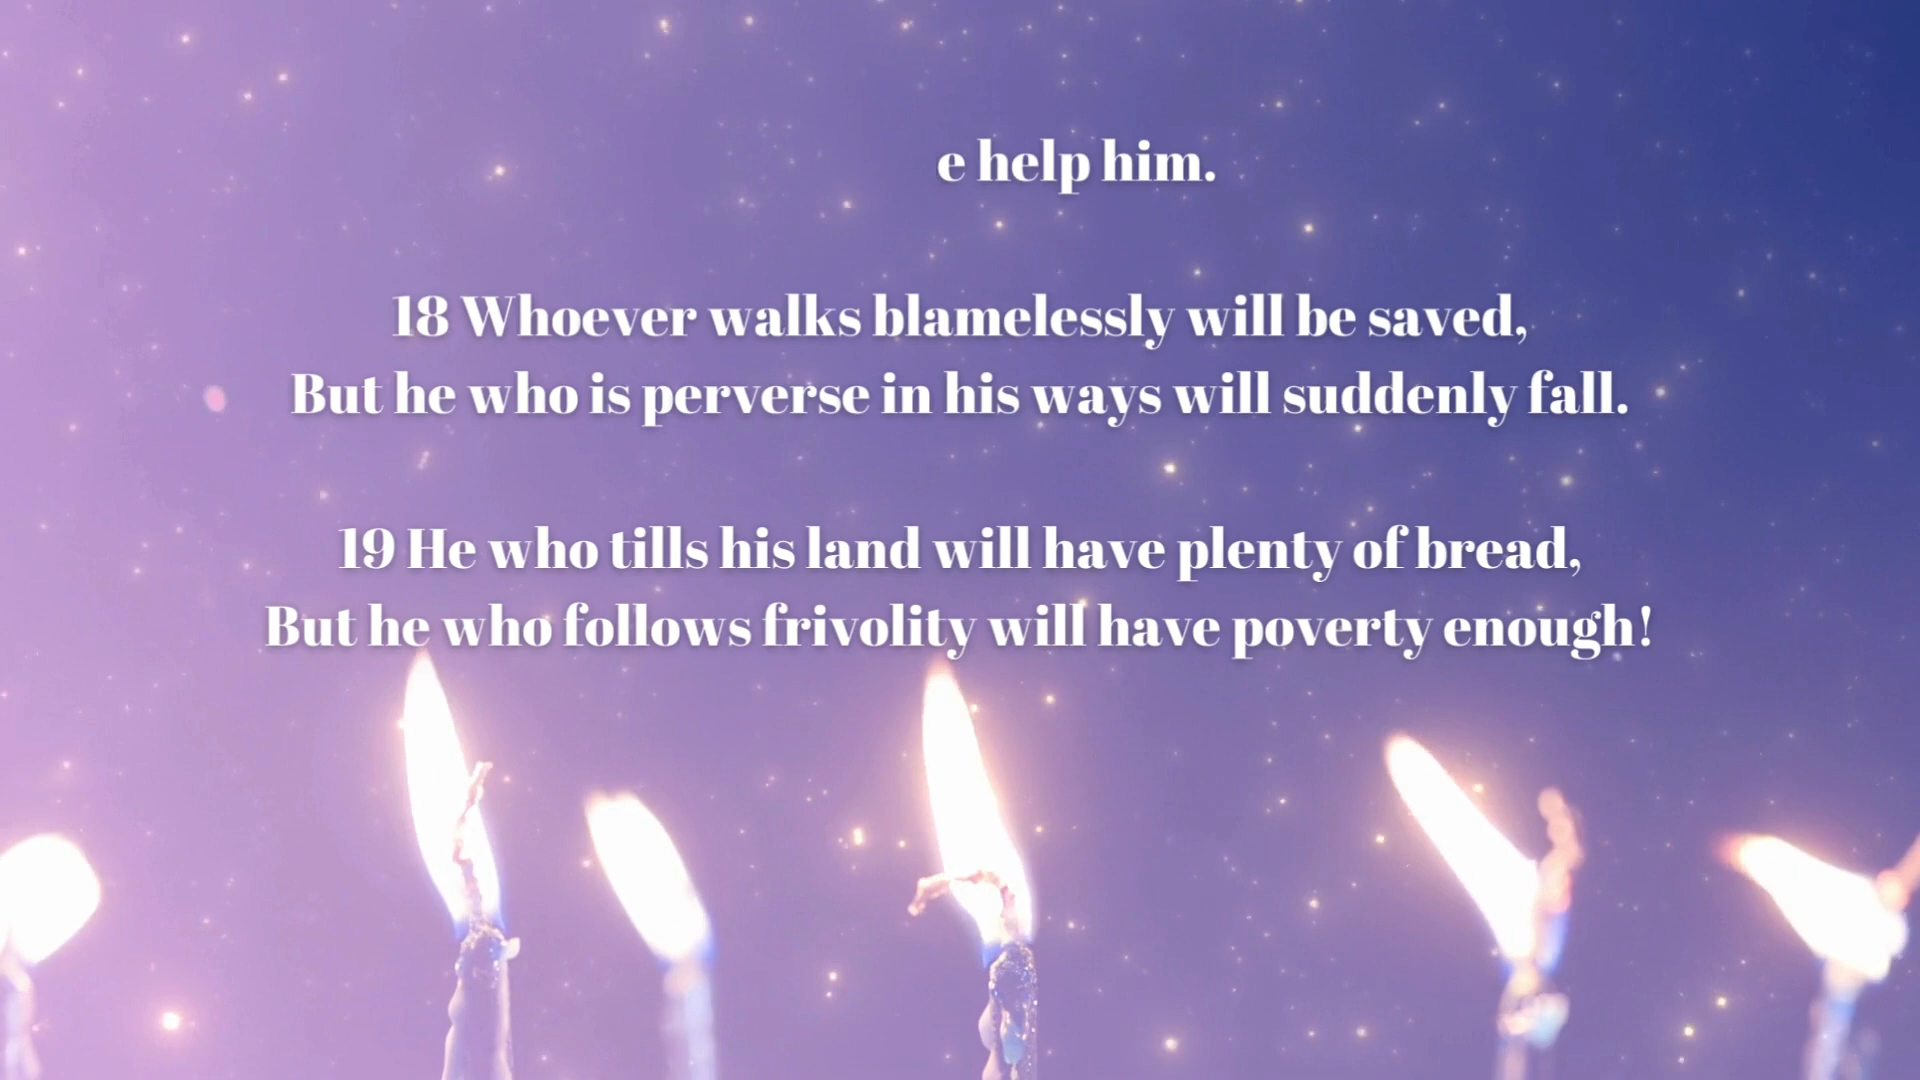 e help him.
18 Whoever walks blamelessly will be saved,
But he who is perverse in his ways will suddenly fall.
19 He who tills his land will have plenty of bread,
But he who follows frivolity will have poverty enough!